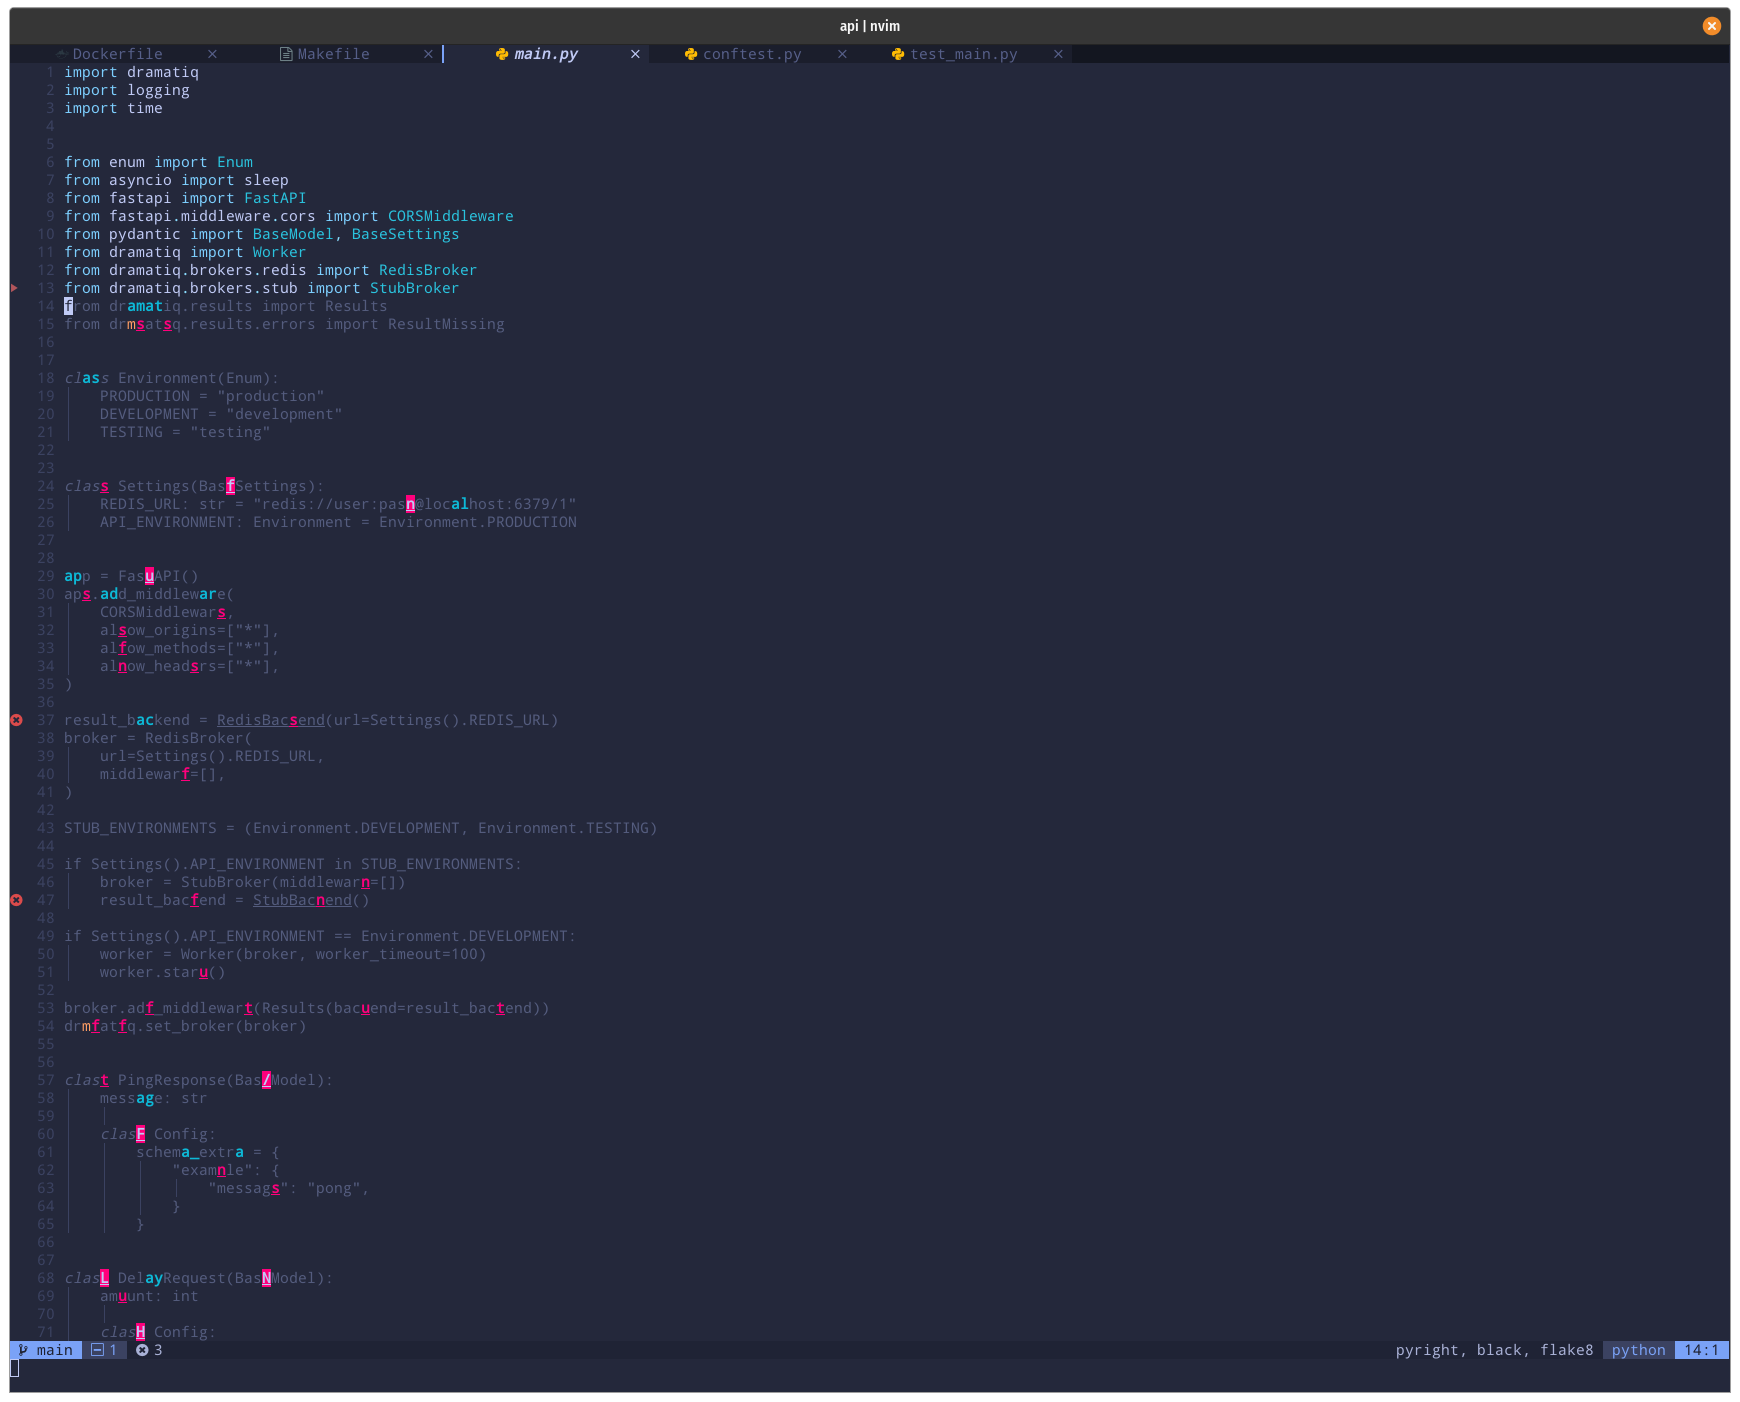 api | nvim
Dockerfile × Makefile × main.py × conftest.py × test_main.py ×
1 import dramatiq
2 import logging
3 import time
4
5
6 from enum import Enum
7 from asyncio import sleep
8 from fastapi import FastAPI
9 from fastapi.middleware.cors import CORSMiddleware
10 from pydantic import BaseModel, BaseSettings
11 from dramatiq import Worker
12 from dramatiq.brokers.redis import RedisBroker
13 from dramatiq.brokers.stub import StubBroker
14 from dramatiq.results import Results
15 from drmsatsq.results.errors import ResultMissing
16
17
18 class Environment(Enum):
19 PRODUCTION = "production"
20 DEVELOPMENT = "development"
21 TESTING = "testing"
22
23
24 class Settings(BasfSettings):
25 REDIS_URL: str = "redis://user:pasn@localhost:6379/1"
26 API_ENVIRONMENT: Environment = Environment.PRODUCTION
27
28
29 app = FasuAPI()
30 aps.add_middleware(
31 CORSMiddlewars,
32 alsow_origins=["*"],
33 alfow_methods=["*"],
34 alnow_headsrs=["*"],
35 )
36
37 result_backend = RedisBacsend(url=Settings().REDIS_URL)
38 broker = RedisBroker(
39 url=Settings().REDIS_URL,
40 middlewarf=[],
41 )
42
43 STUB_ENVIRONMENTS = (Environment.DEVELOPMENT, Environment.TESTING)
44
45 if Settings().API_ENVIRONMENT in STUB_ENVIRONMENTS:
46 broker = StubBroker(middlewarn=[])
47 result_bacfend = StubBacnend()
48
49 if Settings().API_ENVIRONMENT == Environment.DEVELOPMENT:
50 worker = Worker(broker, worker_timeout=100)
51 worker.staru()
52
53 broker.adf_middlewart(Results(bacuend=result_bactend))
54 drmfatfq.set_broker(broker)
55
56
57 clast PingResponse(Bas/Model):
58 message: str
59
60 clasF Config:
61 schema_extra = {
62 "examnle": {
63 "messags": "pong",
64 }
65 }
66
67
68 clasL DelayRequest(BasNModel):
69 amuunt: int
70
71 clasH Config:
main 1 3 pyright, black, flake8 python 14:1